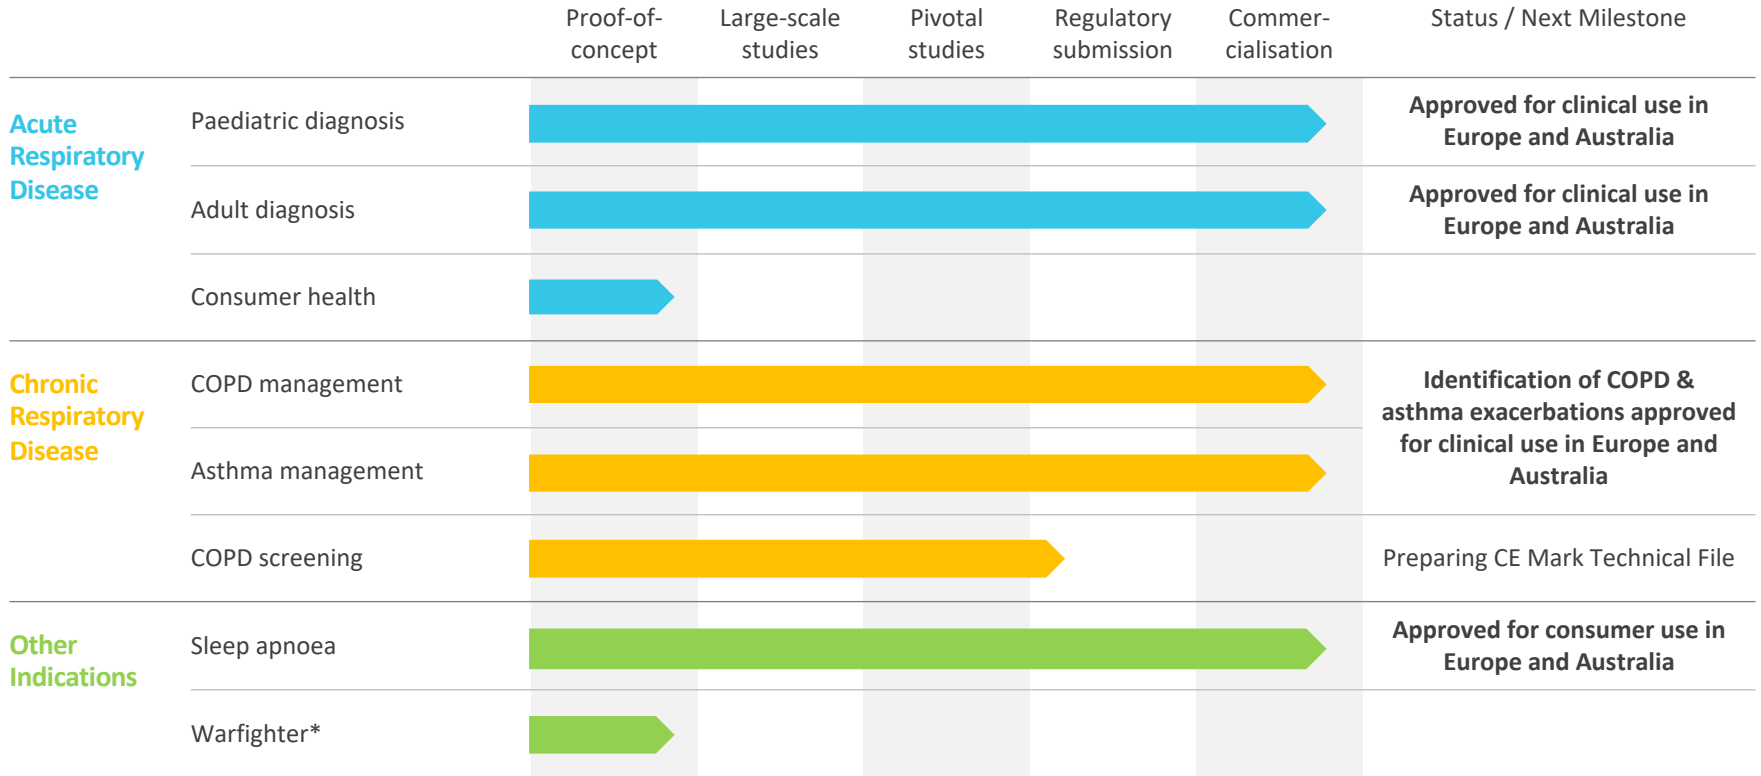 Proof-of-
concept
Large-scale
studies
Pivotal
studies
Regulatory
submission
Commer-
cialisation
Status / Next Milestone
Acute
Respiratory
Disease
Paediatric diagnosis
Approved for clinical use in
Europe and Australia
Adult diagnosis
Approved for clinical use in
Europe and Australia
Consumer health
Chronic
Respiratory
Disease
COPD management
Identification of COPD &
asthma exacerbations approved
for clinical use in Europe and
Australia
Asthma management
COPD screening
Preparing CE Mark Technical File
Other
Indications
Sleep apnoea
Approved for consumer use in
Europe and Australia
Warfighter*